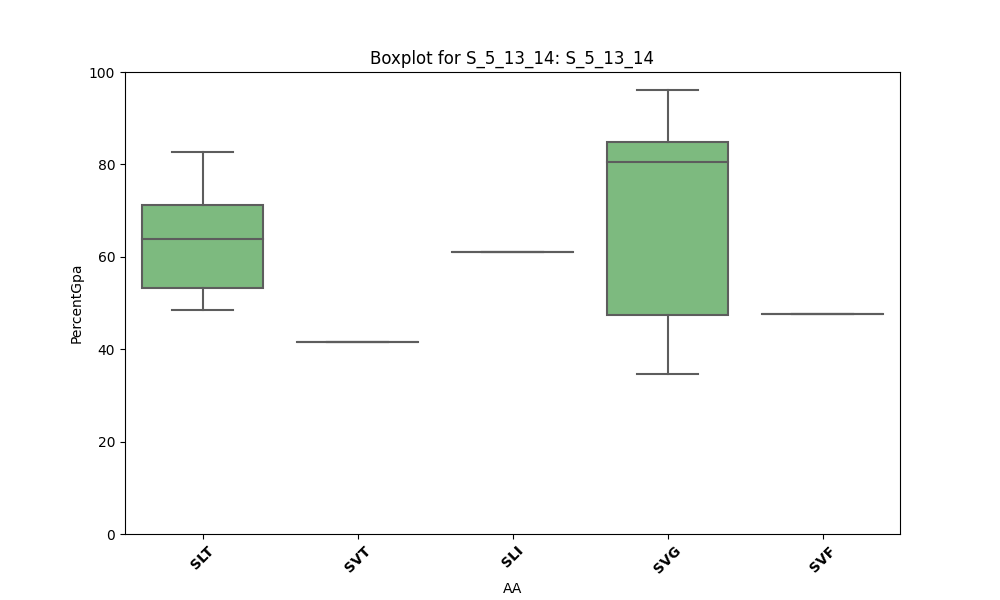 Boxplot for S_5_13_14: S_5_13_14
100
80
60
40
20
0
PercentGpa
SLT
SVT
SLI
SVG
SVF
AA